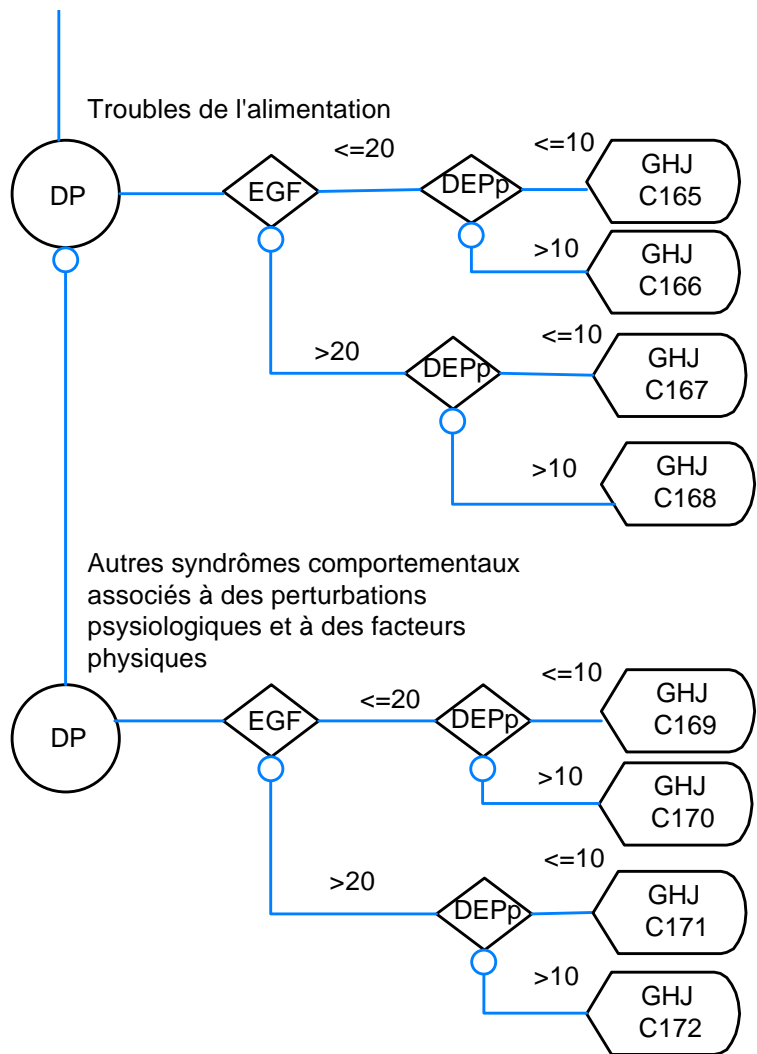 Troubles de l'alimentation
<=20
<=10
DP
EGF
DEPp
GHJ
C165
>10
GHJ
C166
>20
<=10
DEPp
GHJ
C167
>10
GHJ
C168
Autres syndrômes comportementaux
associés à des perturbations
psysiologiques et à des facteurs
physiques
<=20
<=10
DP
EGF
DEPp
GHJ
C169
>10
GHJ
C170
>20
<=10
DEPp
GHJ
C171
>10
GHJ
C172